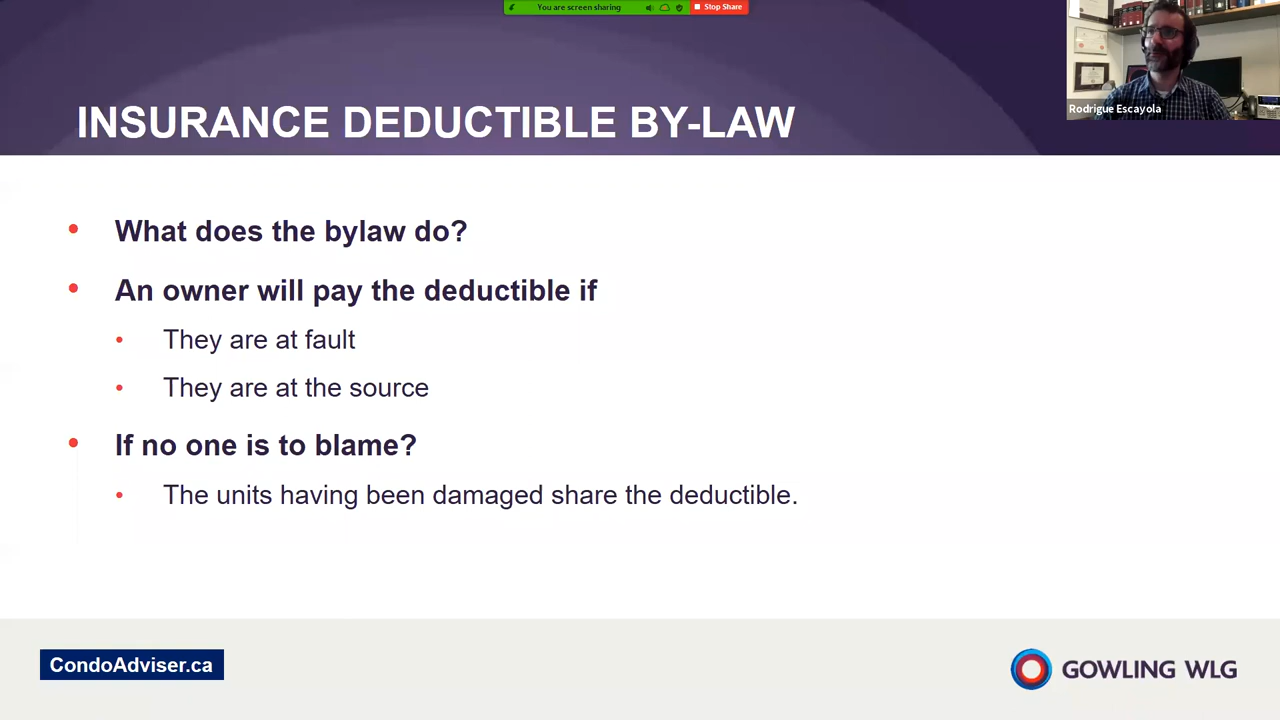 You are screen sharing
Stop Share
Rodrigue Escayola
INSURANCE DEDUCTIBLE BY-LAW
• What does the bylaw do?
• An owner will pay the deductible if
• They are at fault
• They are at the source
• If no one is to blame?
• The units having been damaged share the deductible.
CondoAdviser.ca
GOWLING WLG